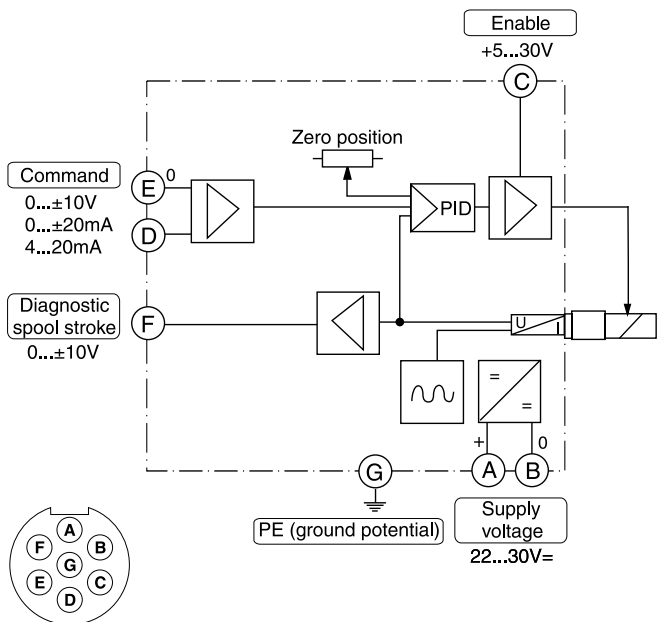 Enable
+5...30V
C
Zero position
Command
0...±10V
0...±20mA
4...20mA
E 0
D
PID
Diagnostic
spool stroke
0...±10V
F
U
I
=
=
+ 0
G
A B
PE (ground potential)
Supply
voltage
22...30V=
A
F B
G
E C
D